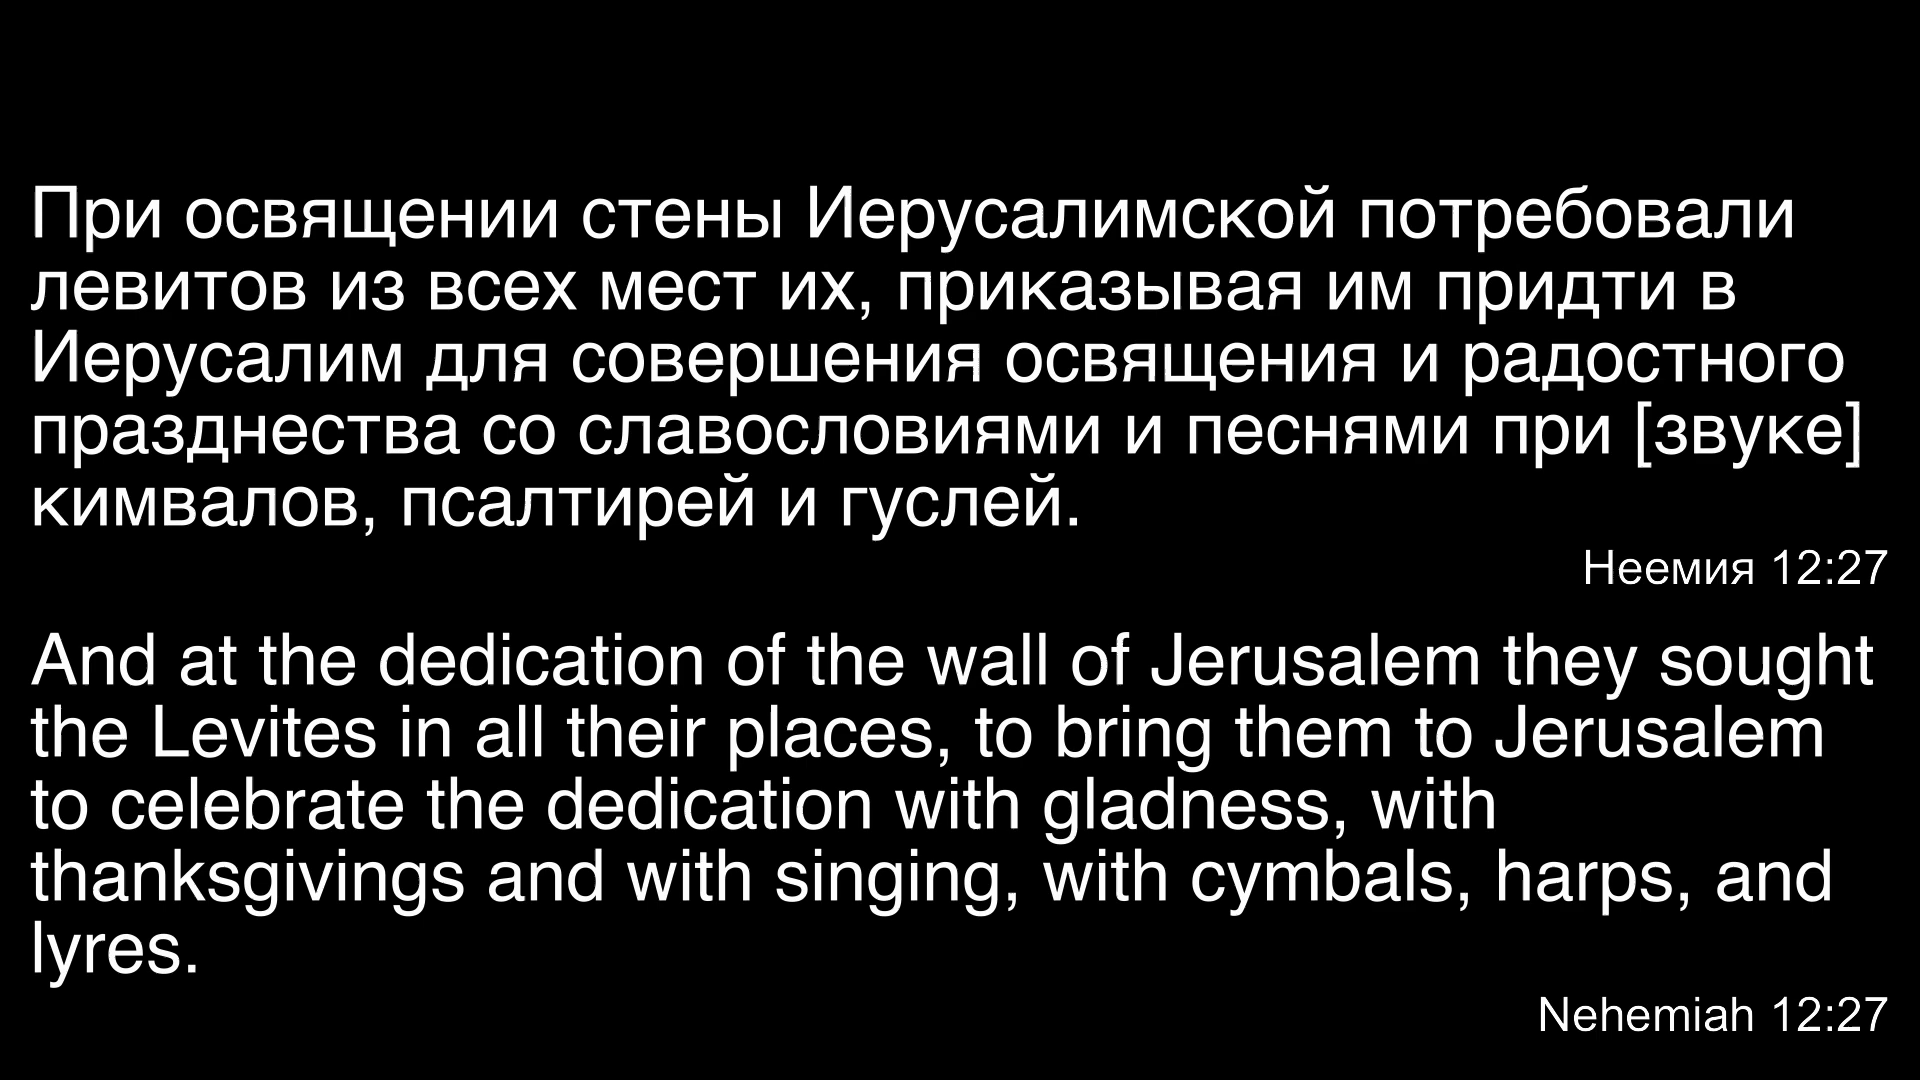 При освящении стены Иерусалимской потребовали
левитов из всех мест их, приказывая им придти в
Иерусалим для совершения освящения и радостного
празднества со славословиями и песнями при [звуке]
кимвалов, псалтирей и гуслей.
Неемия 12:27
And at the dedication of the wall of Jerusalem they sought
the Levites in all their places, to bring them to Jerusalem
to celebrate the dedication with gladness, with
thanksgivings and with singing, with cymbals, harps, and
lyres.
Nehemiah 12:27